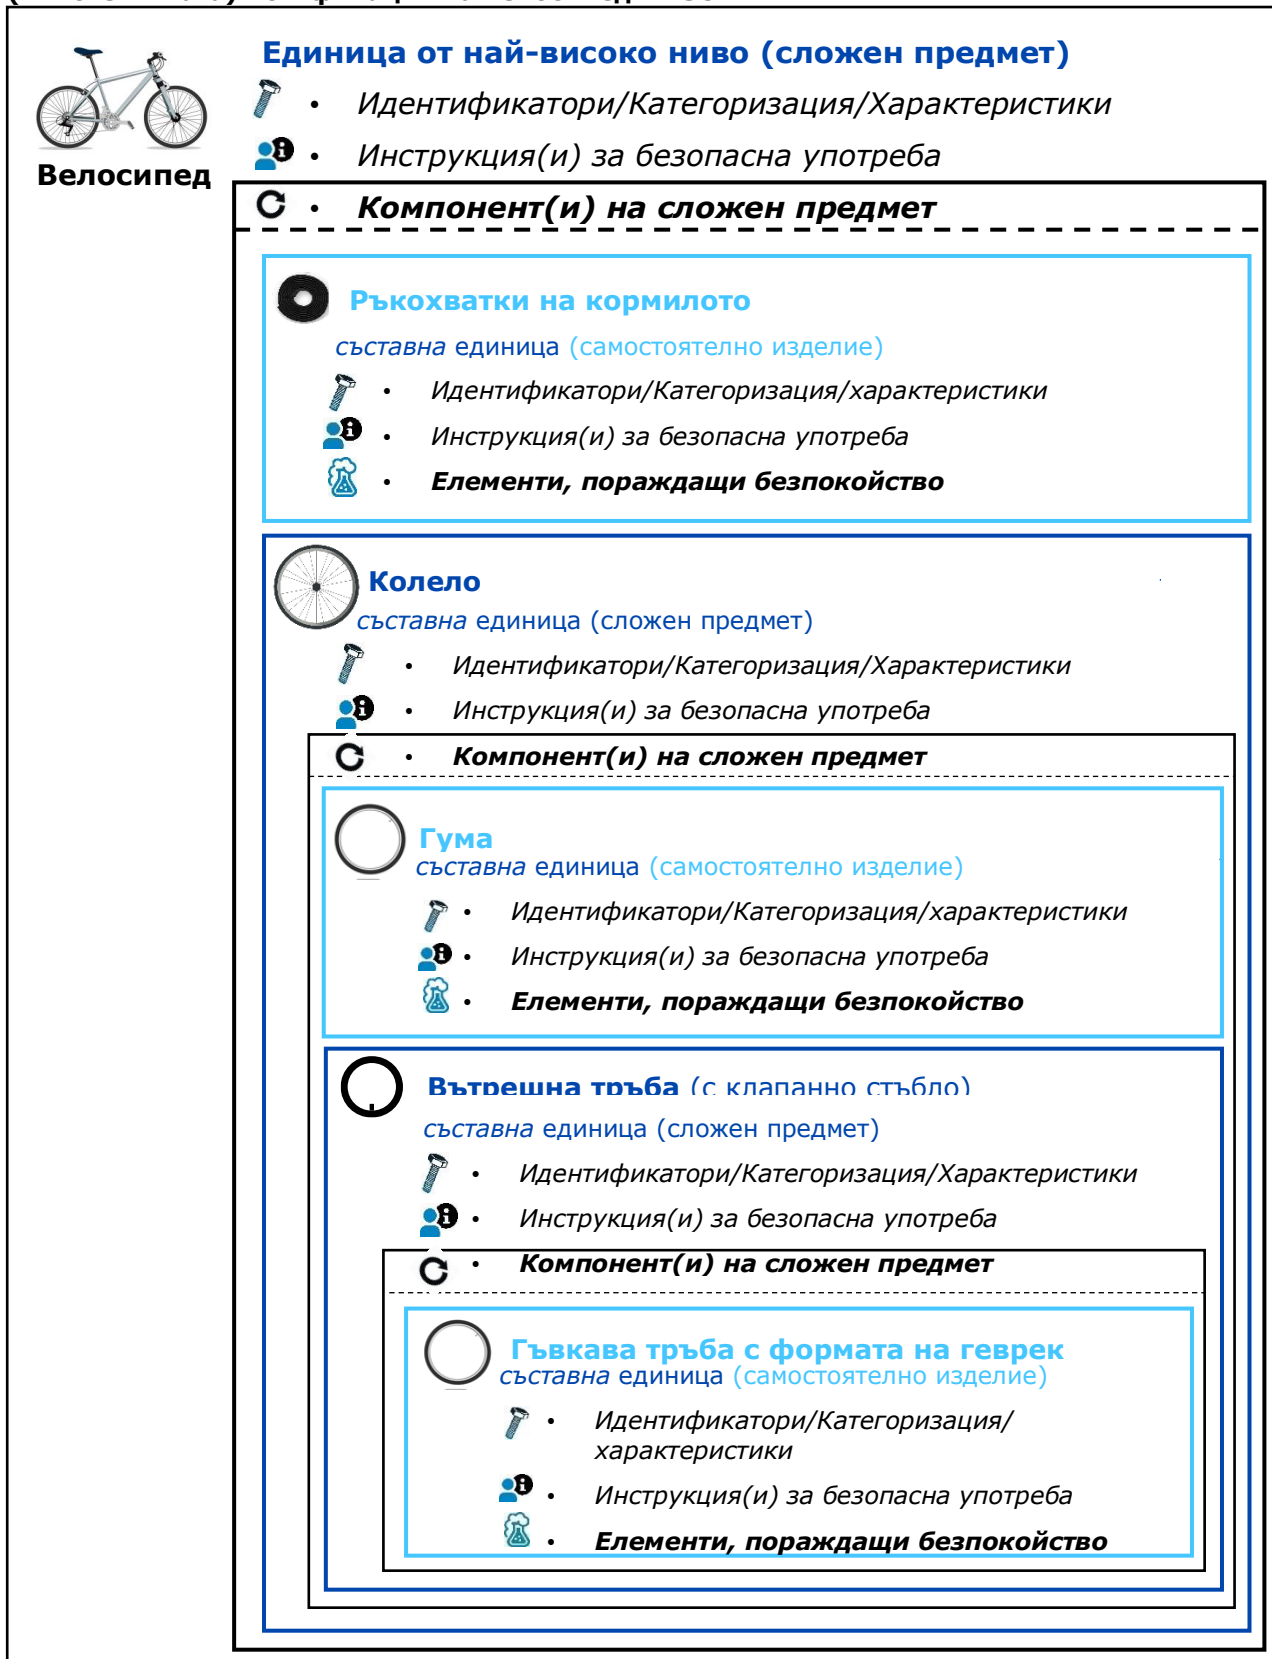 Единица от най-високо ниво (сложен предмет)
• Идентификатори/Категоризация/Характеристики
• Инструкция(и) за безопасна употреба
Велосипед
• Компонент(и) на сложен предмет
Ръкохватки на кормилото
съставна единица (самостоятелно изделие)
• Идентификатори/Категоризация/характеристики
• Инструкция(и) за безопасна употреба
• Елементи, пораждащи безпокойство
Колело
съставна единица (сложен предмет)
• Идентификатори/Категоризация/Характеристики
• Инструкция(и) за безопасна употреба
• Компонент(и) на сложен предмет
Гума
съставна единица (самостоятелно изделие)
• Идентификатори/Категоризация/характеристики
• Инструкция(и) за безопасна употреба
• Елементи, пораждащи безпокойство
Вътрешна тръба (с клапанно стъбло)
съставна единица (сложен предмет)
• Идентификатори/Категоризация/Характеристики
• Инструкция(и) за безопасна употреба
• Компонент(и) на сложен предмет
Гъвкава тръба с формата на геврек
съставна единица (самостоятелно изделие)
• Идентификатори/Категоризация/
характеристики
• Инструкция(и) за безопасна употреба
• Елементи, пораждащи безпокойство